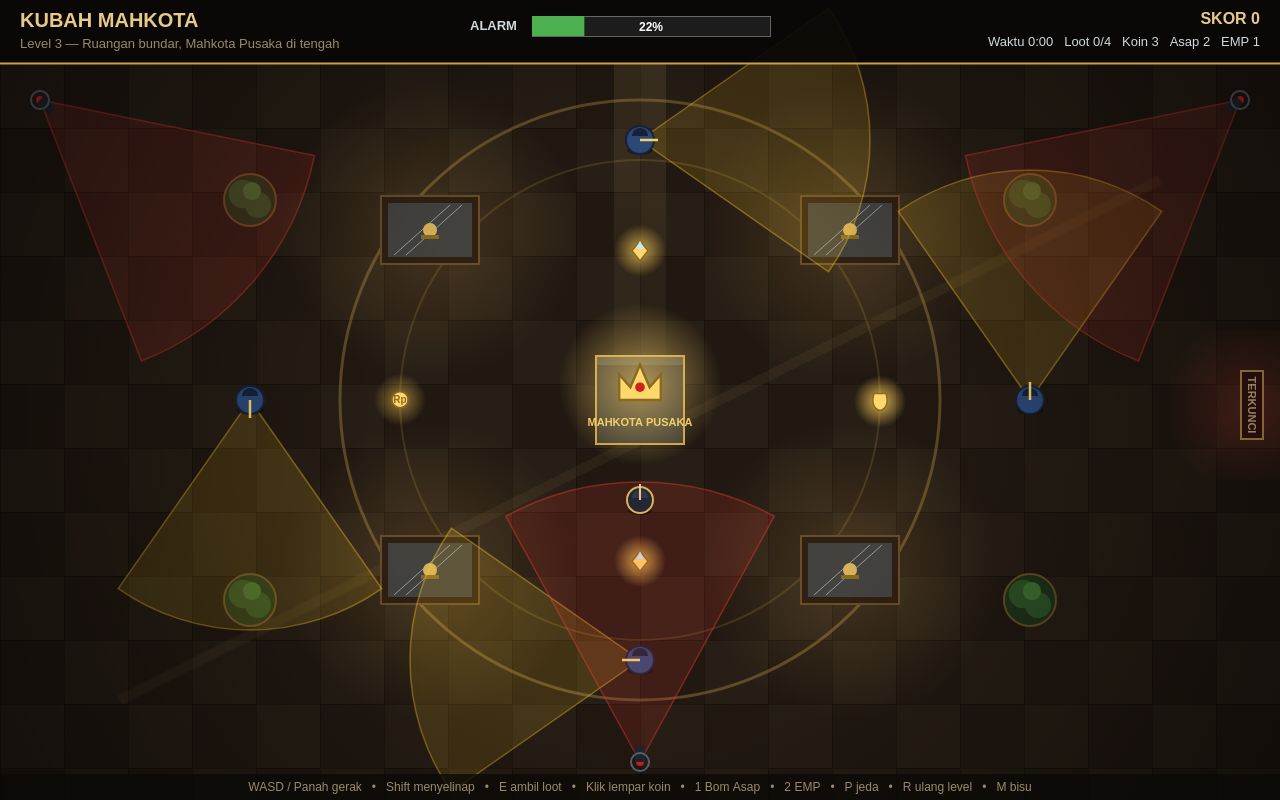 KUBAH MAHKOTA
Level 3 — Ruangan bundar, Mahkota Pusaka di tengah
ALARM
22%
SKOR 0
Waktu 0:00 Loot 0/4 Koin 3 Asap 2 EMP 1
Rp
MAHKOTA PUSAKA
TERKUNCI
WASD / Panah gerak • Shift menyelinap • E ambil loot • Klik lempar koin • 1 Bom Asap • 2 EMP • P jeda • R ulang level • M bisu